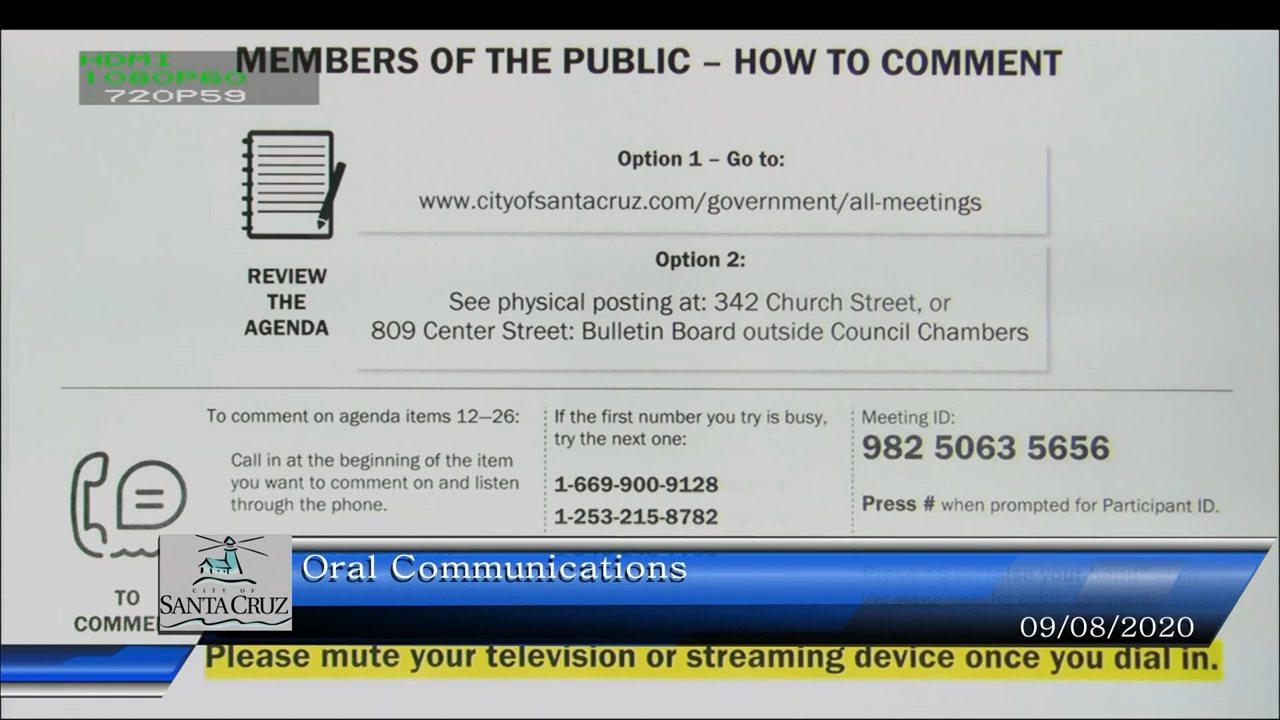 HDMI
1080P60
720P59
MEMBERS OF THE PUBLIC – HOW TO COMMENT
Option 1 – Go to:
www.cityofsantacruz.com/government/all-meetings
REVIEW
THE
AGENDA
Option 2:
See physical posting at: 342 Church Street, or
809 Center Street: Bulletin Board outside Council Chambers
To comment on agenda items 12–26:
Call in at the beginning of the item
you want to comment on and listen
through the phone.
If the first number you try is busy,
try the next one:
1-669-900-9128
1-253-215-8782
Meeting ID:
982 5063 5656
Press # when prompted for Participant ID.
raise your hand
for public comment
TO
COMME
Oral Communications
CITY OF
SANTA CRUZ
09/08/2020
Please mute your television or streaming device once you dial in.